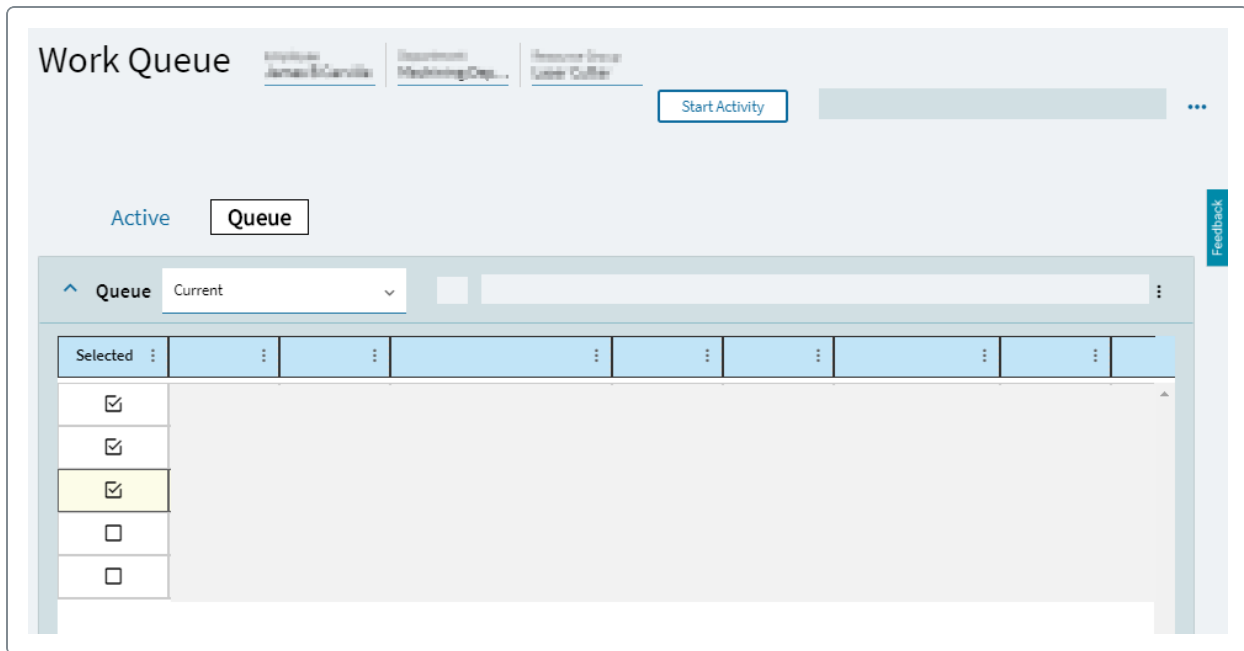 Work Queue
Start Activity
Active Queue
Feedback
Queue Current
Selected